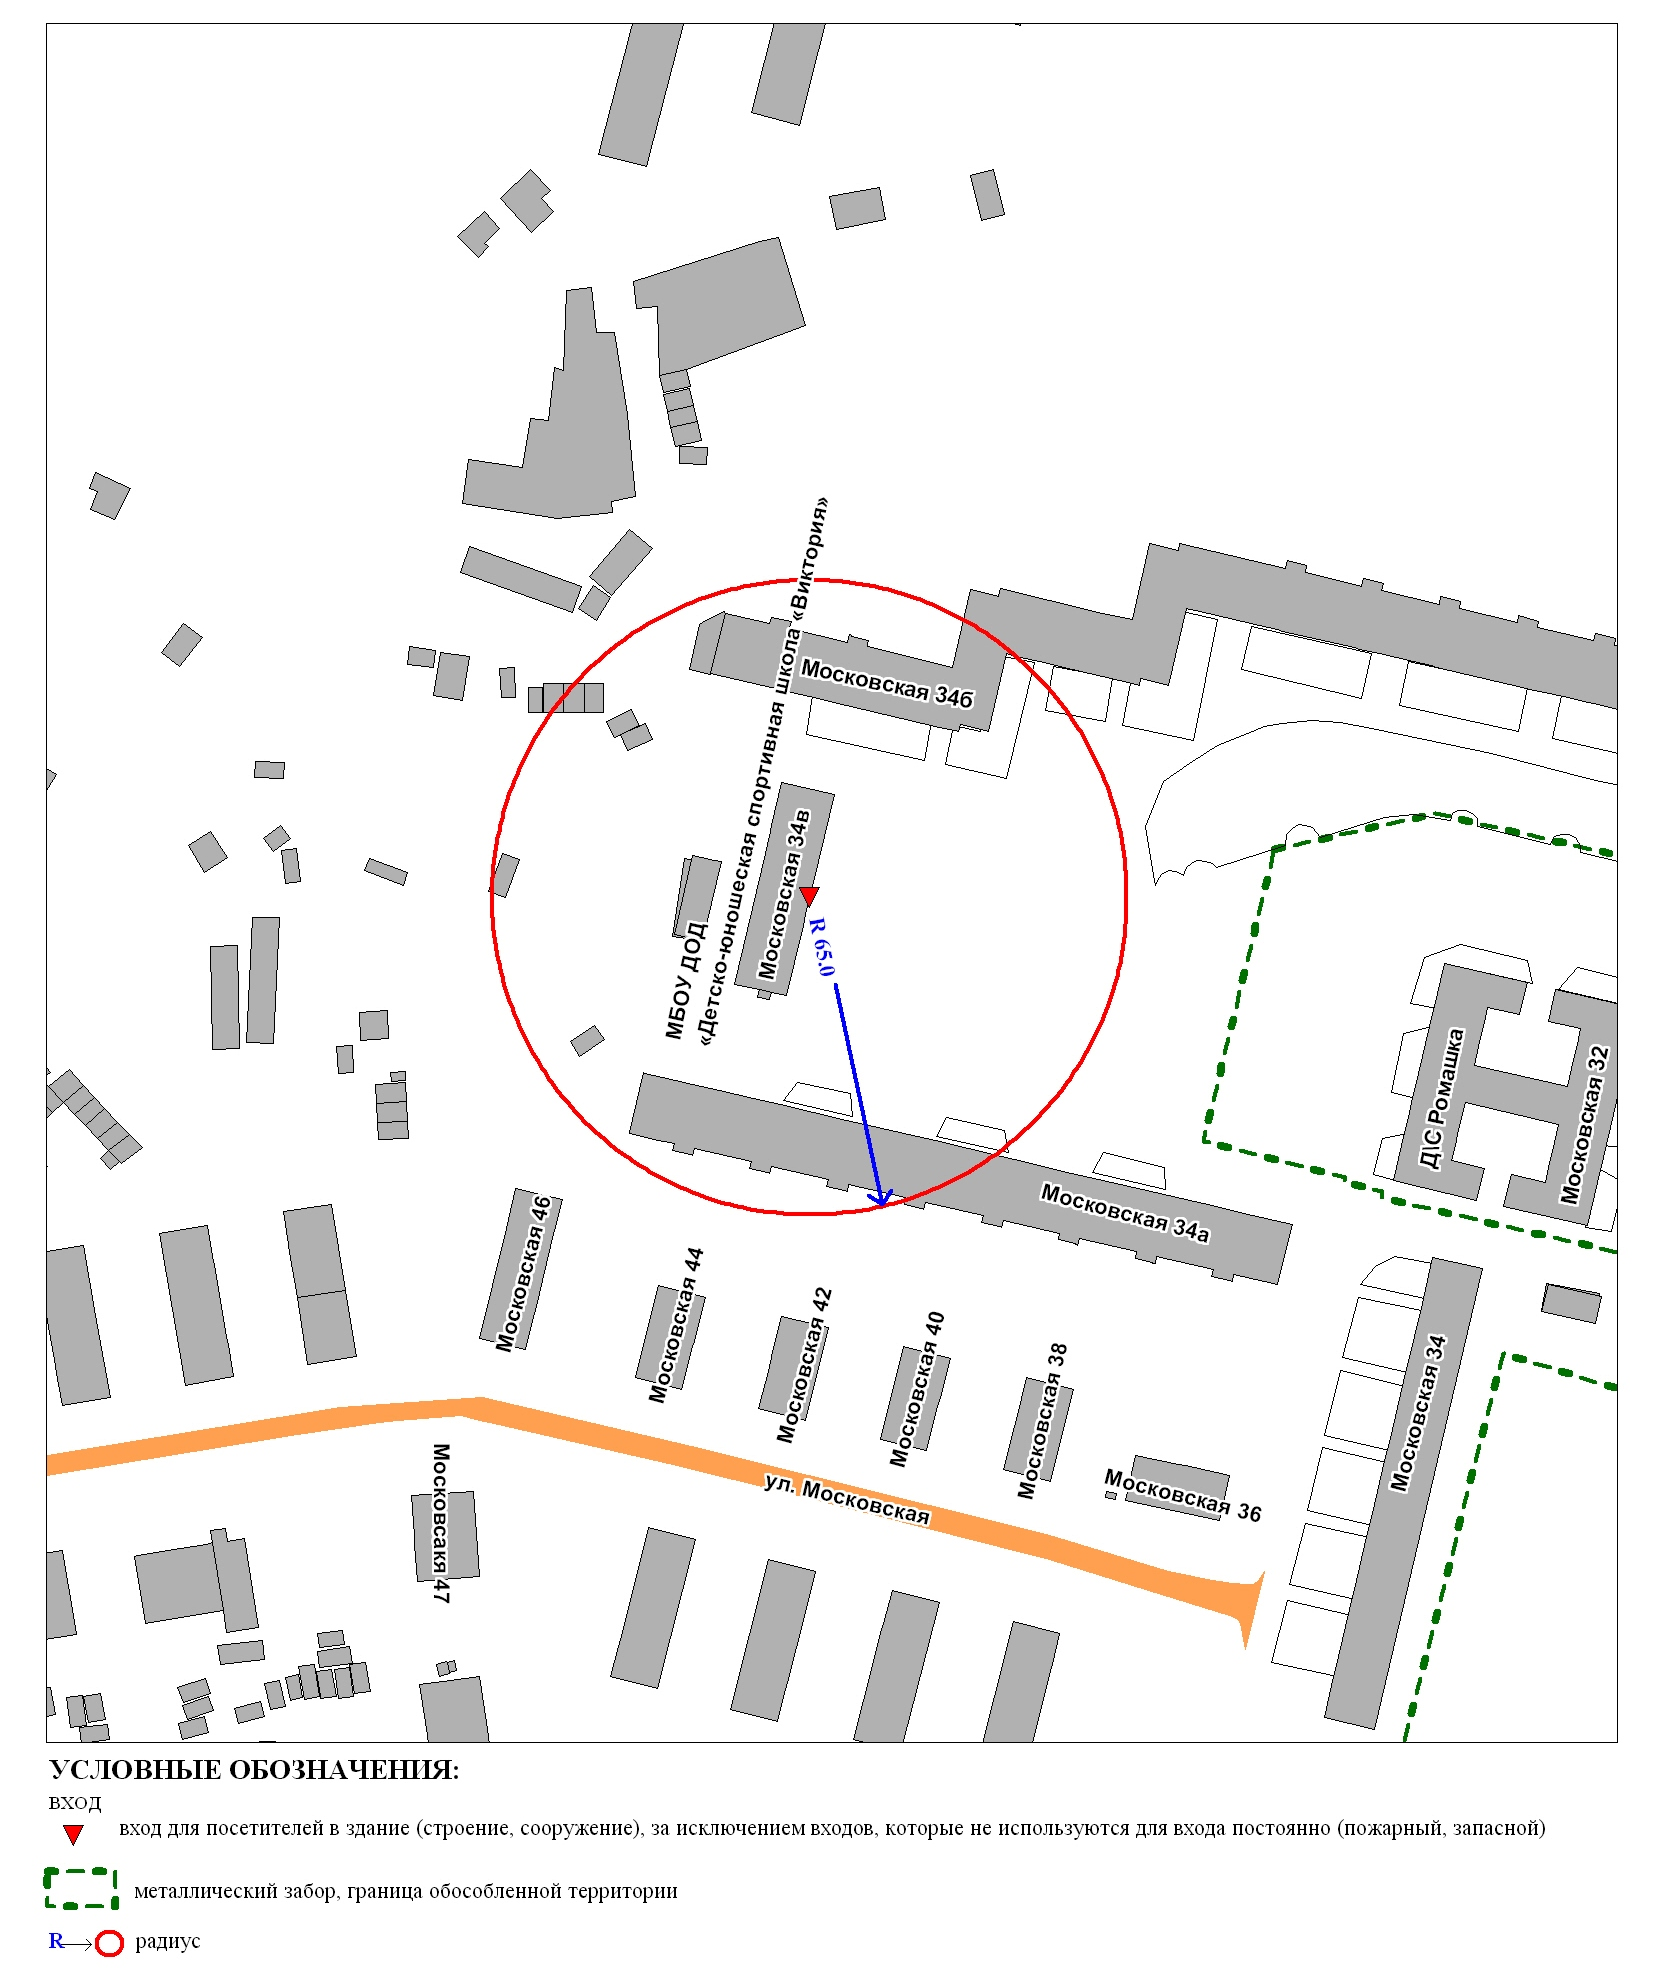 «Детско-юношеская спортивная школа «Виктория»
МБОУ ДОД
Московская 34б
Московская 34в
R 65.0
Д\С Ромашка
Московская 32
Московская 34а
Московская 46
Московская 44
Московская 42
Московская 40
Московская 38
Московская 36
Московская 34
Московсакя 47
ул. Московская
УСЛОВНЫЕ ОБОЗНАЧЕНИЯ:
ВХОД
вход для посетителей в здание (строение, сооружение), за исключением входов, которые не используются для входа постоянно (пожарный, запасной)
металлический забор, граница обособленной территории
R
радиус